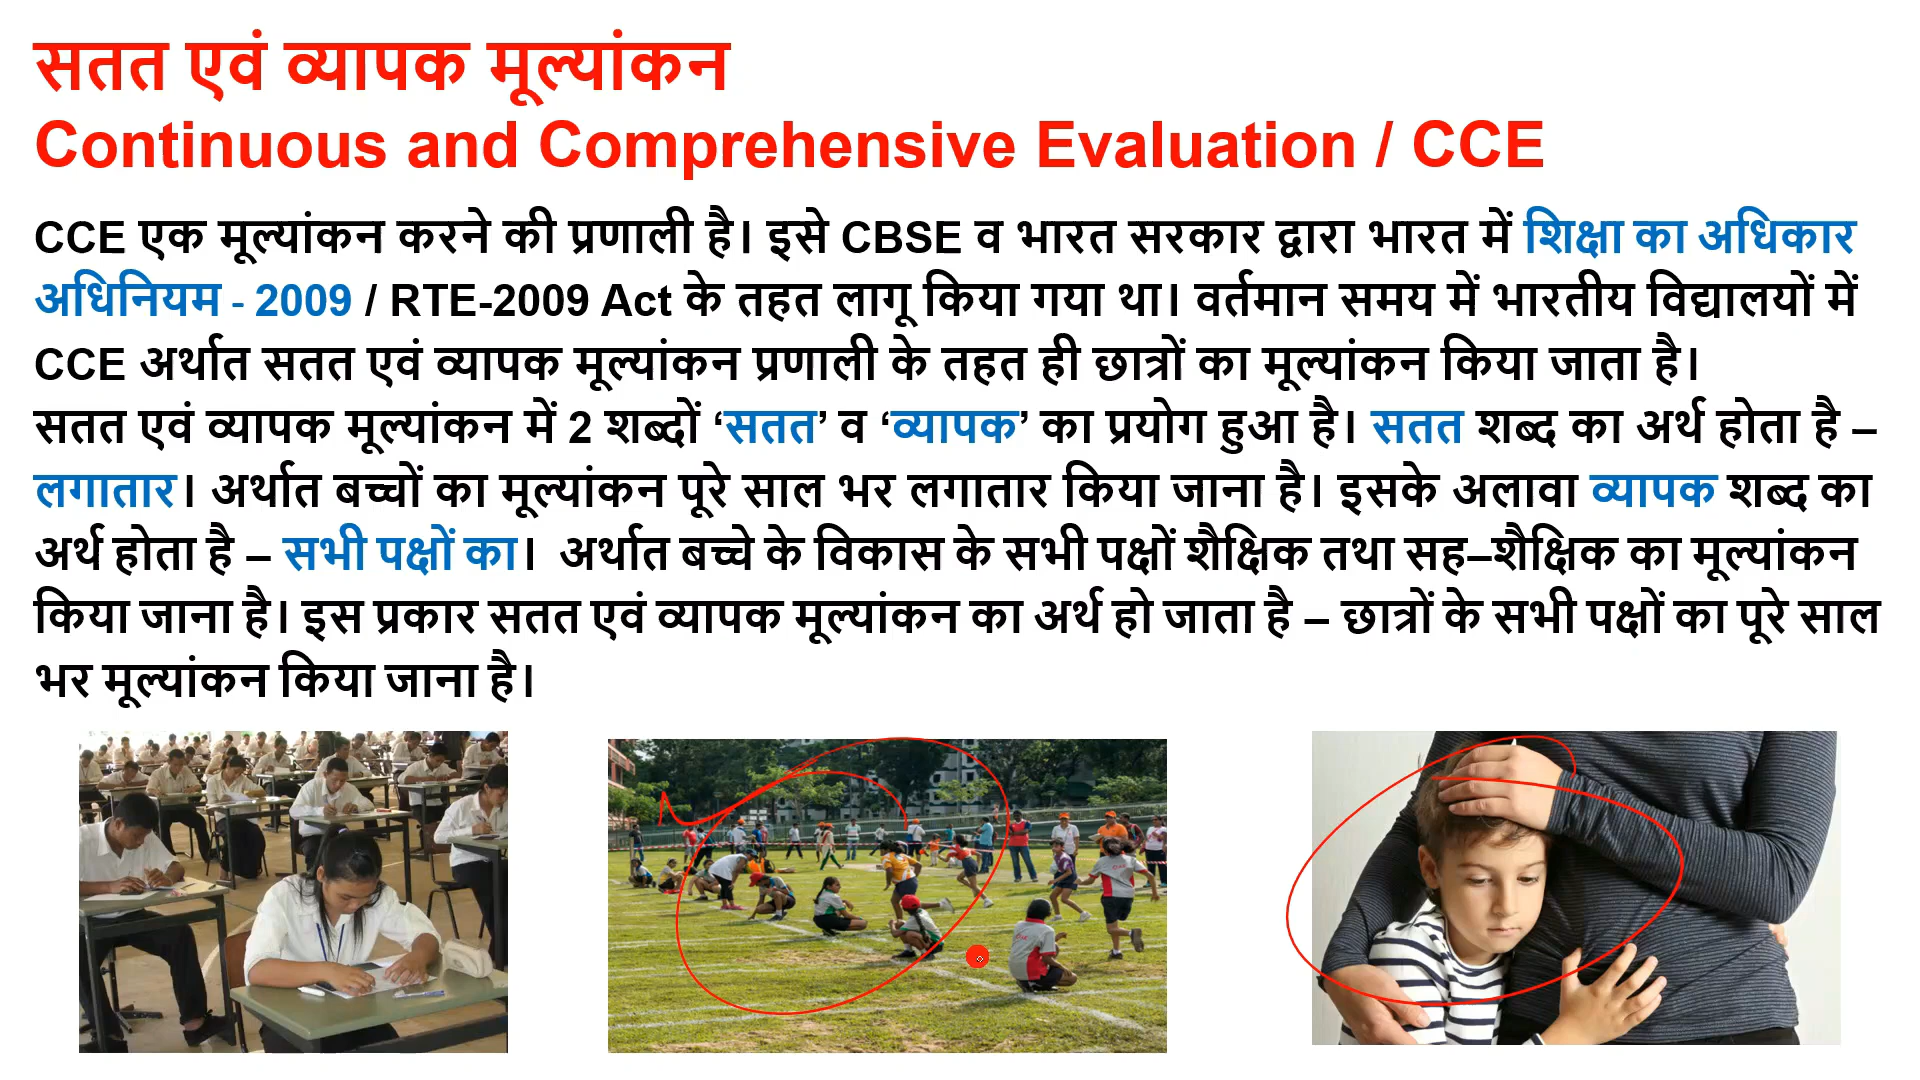 सतत एवं व्यापक मूल्यांकन
Continuous and Comprehensive Evaluation / CCE
CCE एक मूल्यांकन करने की प्रणाली है। इसे CBSE व भारत सरकार द्वारा भारत में शिक्षा का अधिकार
अधिनियम - 2009 / RTE-2009 Act के तहत लागू किया गया था। वर्तमान समय में भारतीय विद्यालयों में
CCE अर्थात सतत एवं व्यापक मूल्यांकन प्रणाली के तहत ही छात्रों का मूल्यांकन किया जाता है।
सतत एवं व्यापक मूल्यांकन में 2 शब्दों ‘सतत’ व ‘व्यापक’ का प्रयोग हुआ है। सतत शब्द का अर्थ होता है –
लगातार। अर्थात बच्चों का मूल्यांकन पूरे साल भर लगातार किया जाना है। इसके अलावा व्यापक शब्द का
अर्थ होता है – सभी पक्षों का। अर्थात बच्चे के विकास के सभी पक्षों शैक्षिक तथा सह–शैक्षिक का मूल्यांकन
किया जाना है। इस प्रकार सतत एवं व्यापक मूल्यांकन का अर्थ हो जाता है – छात्रों के सभी पक्षों का पूरे साल
भर मूल्यांकन किया जाना है।